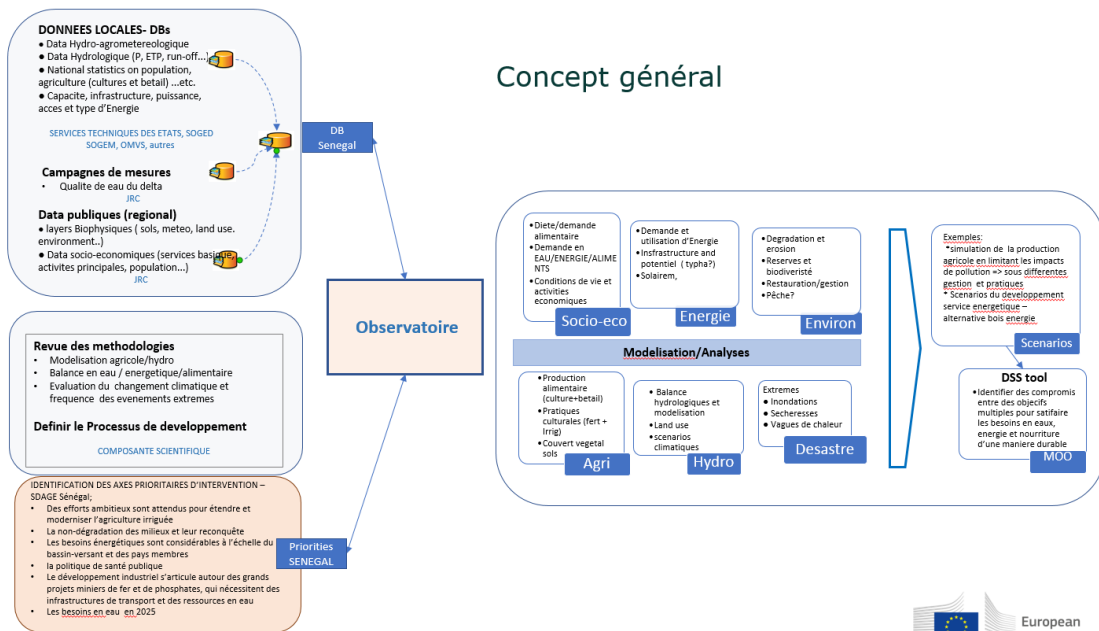 Concept général
DONNEES LOCALES- DBs
● Data Hydro-agrometereologique
● Data Hydrologique (P, ETP, run-off...)
● National statistics on population,
agriculture (cultures et betail) ...etc.
● Capacite, infrastructure, puissance,
acces et type d'Energie
SERVICES TECHNIQUES DES ETATS, SOGED
SOGEM, OMVS, autres
Campagnes de mesures
• Qualite de eau du delta
JRC
Data publiques (regional)
● layers Biophysiques ( sols, meteo, land use.
environment..)
● Data socio-economiques (services basique,
activites principales, population...)
JRC
DB
Senegal
Revue des methodologies
• Modelisation agricole/hydro
• Balance en eau / energetique/alimentaire
• Evaluation du changement climatique et
frequence des evenements extremes
Definir le Processus de developpement
COMPOSANTE SCIENTIFIQUE
IDENTIFICATION DES AXES PRIORITAIRES D'INTERVENTION –
SDAGE Sénégal;
• Des efforts ambitieux sont attendus pour étendre et
moderniser l'agriculture irriguée
• La non-dégradation des milieux et leur reconquête
• Les besoins énergétiques sont considérables à l'échelle du
bassin-versant et des pays membres
• la politique de santé publique
• Le développement industriel s'articule autour des grands
projets miniers de fer et de phosphates, qui nécessitent des
infrastructures de transport et des ressources en eau
• Les besoins en eau en 2025
Priorities
SENEGAL
Observatoire
•Diete/demande
alimentaire
•Demande en
EAU/ENERGIE/ALIME
NTS
•Conditions de vie et
activities
economiques
Socio-eco
•Demande et
utilisation d'Energie
•Insfrastructure and
potentiel ( typha?)
•Solairem,
Energie
•Degradation et
erosion
•Reserves et
biodiveristé
•Restauration/gestion
•Pêche?
Environ
Modelisation/Analyses
•Production
alimentaire
(culture+betail)
•Pratiques
culturales (fert +
Irrig)
•Couvert vegetal
sols
Agri
• Balance
hydrologiques et
modelisation
•Land use
•scenarios
climatiques
Hydro
Extremes
● Inondations
● Secheresses
● Vagues de chaleur
Desastre
Exemples:
*simulation de la production
agricole en limitant les impacts
de pollution => sous differentes
gestion et pratiques
* Scenarios du developpement
service energetique –
alternative bois energie
Scenarios
DSS tool
•Identifier des compromis
entre des objecifs
multiples pour satifaire
les besoins en eaux,
energie et nourriture
d'une maniere durable
MOO
European